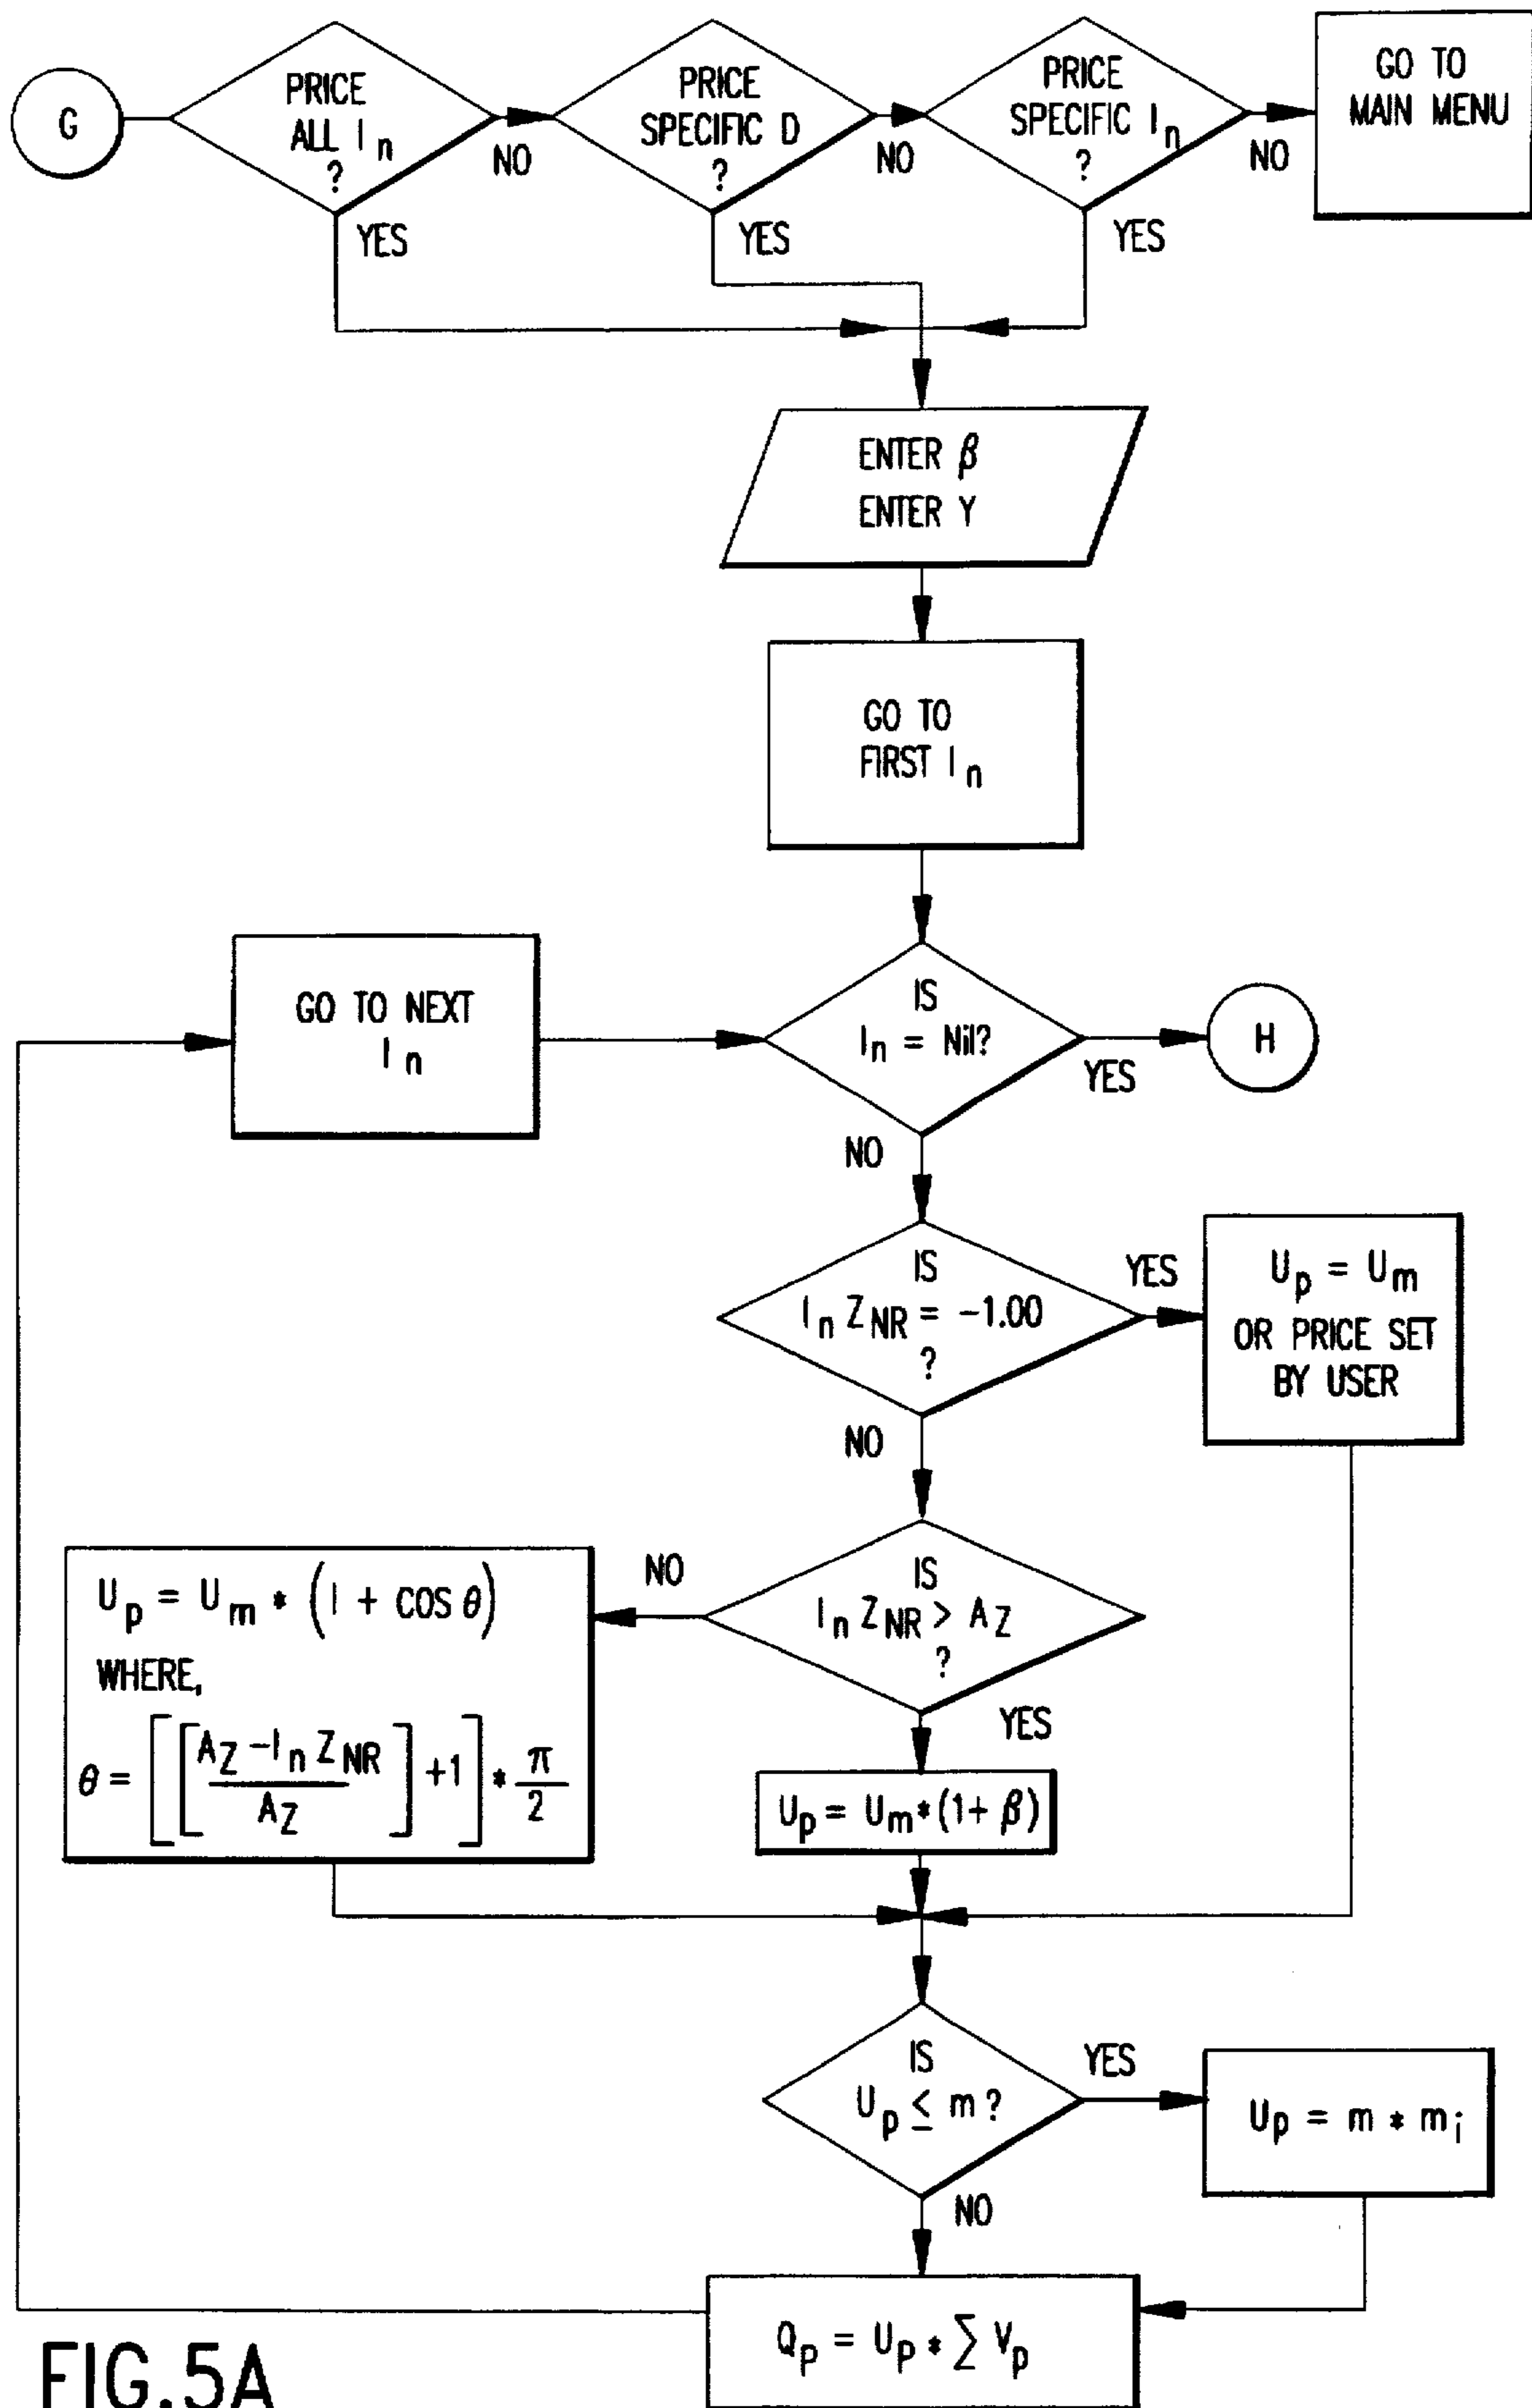 G
PRICE
ALL I n
?
NO
YES
PRICE
SPECIFIC D
?
NO
YES
PRICE
SPECIFIC I n
?
NO
YES
GO TO
MAIN MENU
ENTER β
ENTER Y
GO TO
FIRST I n
GO TO NEXT
I n
IS
I n = Nil?
YES
H
NO
IS
I n Z NR = -1.00
?
YES
U p = U m
OR PRICE SET
BY USER
NO
IS
I n Z NR > A Z
?
NO
U p = U m * (1 + COS θ)
WHERE,
θ = [[A Z - I n Z NR / A Z] + 1] * π/2
YES
U p = U m * (1 + β)
IS
U p ≤ m ?
YES
U p = m * m i
NO
Q p = U p * ∑ V p
FIG.5A